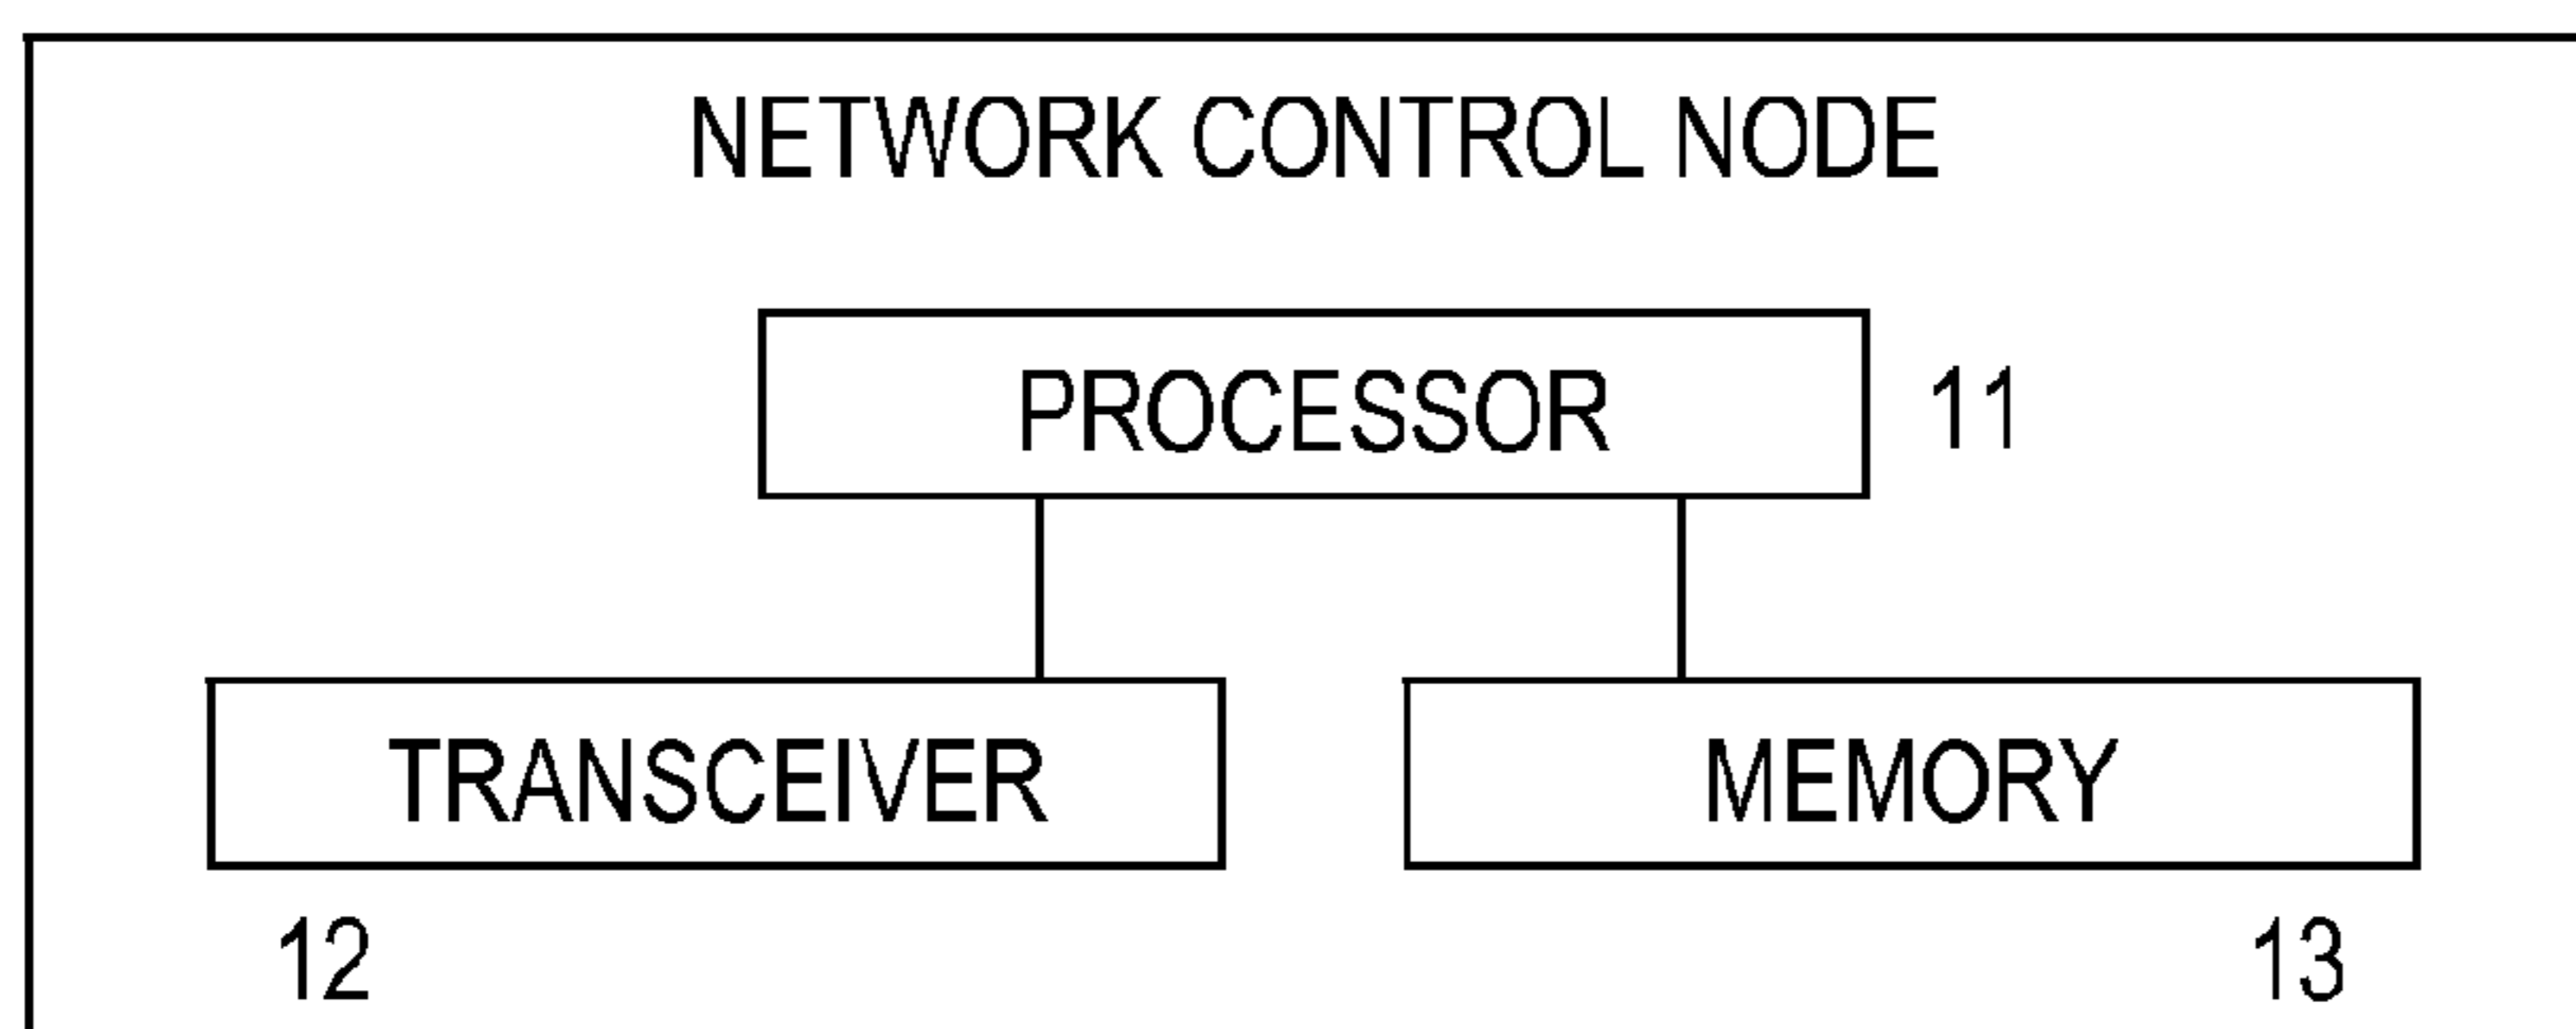 NETWORK CONTROL NODE
PROCESSOR 11
TRANSCEIVER MEMORY
12 13